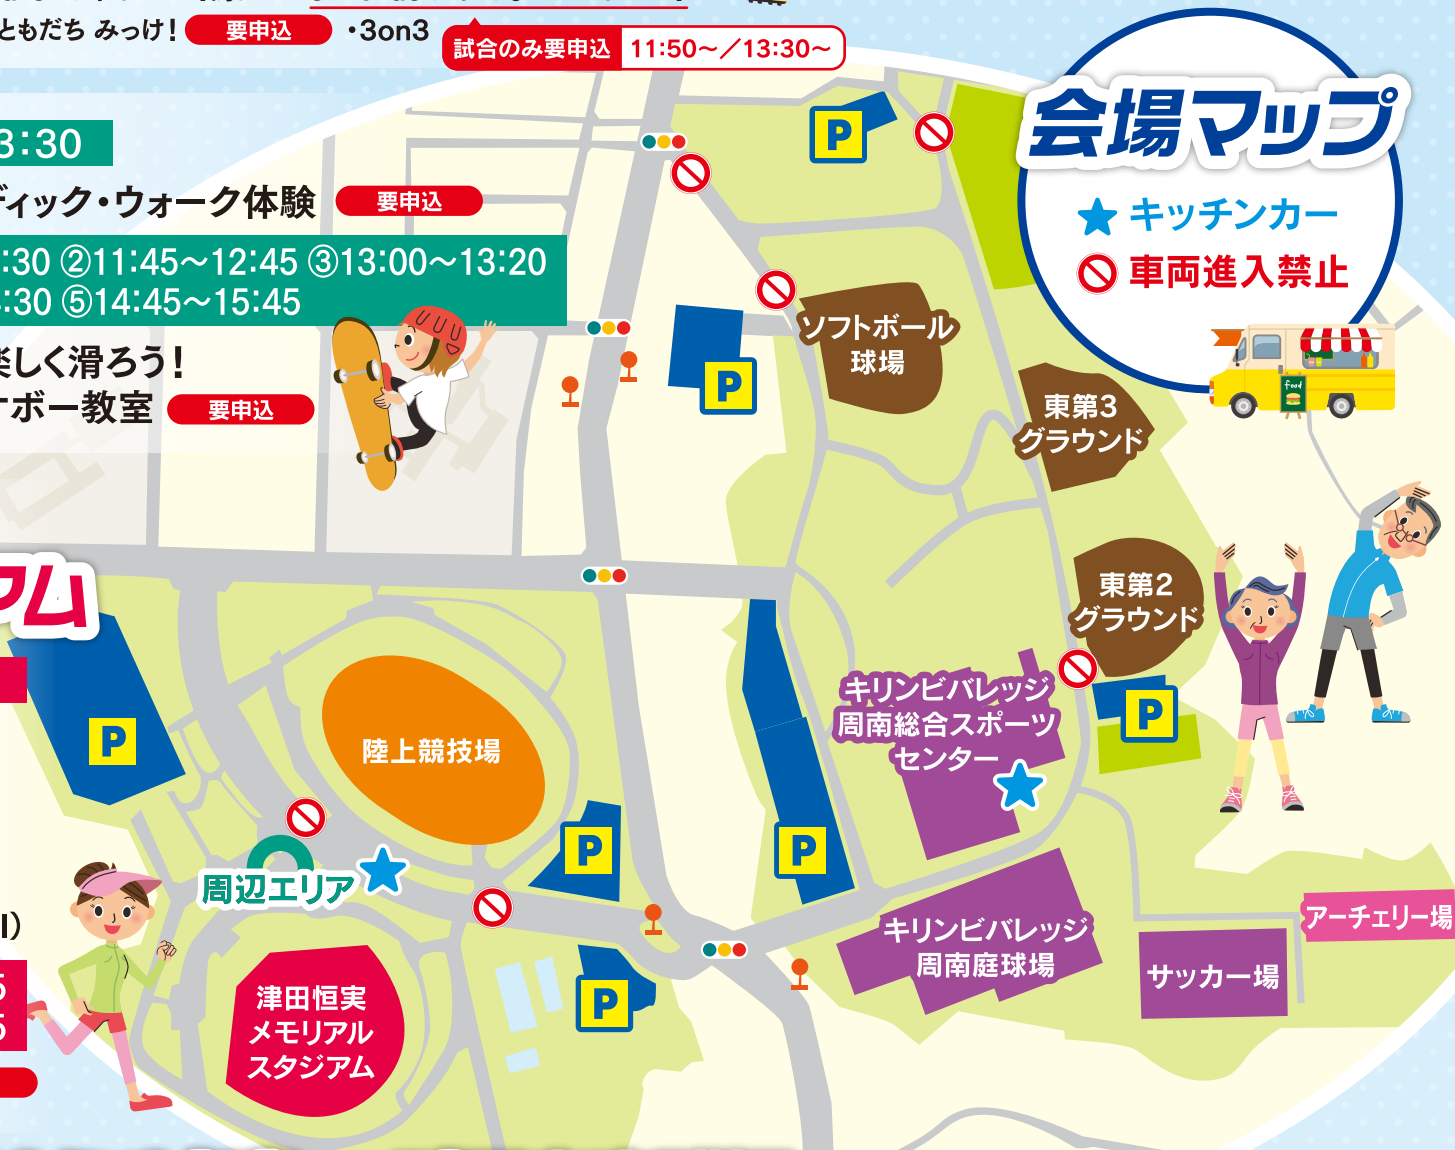 ともだち みっけ！ 要申込 ・3on3
試合のみ要申込 11:50〜／13:30〜
3:30
ディック・ウォーク体験 要申込
:30 ②11:45〜12:45 ③13:00〜13:20
:30 ⑤14:45〜15:45
楽しく滑ろう！
ボー教室 要申込
会場マップ
キッチンカー
車両進入禁止
food
P
ソフトボール
球場
P
東第3
グラウンド
東第2
グラウンド
アム
P
キリンビバレッジ
周南総合スポーツ
センター
P
陸上競技場
P
P
周辺エリア
アーチェリー場
キリンビバレッジ
周南庭球場
サッカー場
P
津田恒実
メモリアル
スタジアム